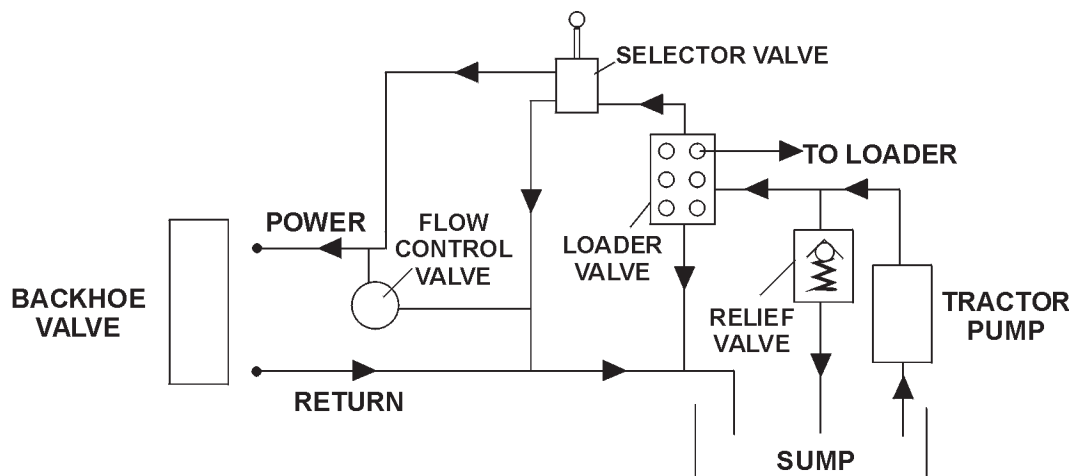 SELECTOR VALVE
TO LOADER
POWER
FLOW
CONTROL
VALVE
LOADER
VALVE
BACKHOE
VALVE
RELIEF
VALVE
TRACTOR
PUMP
RETURN
SUMP